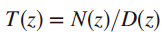 T(z) = N(z)/D(z)